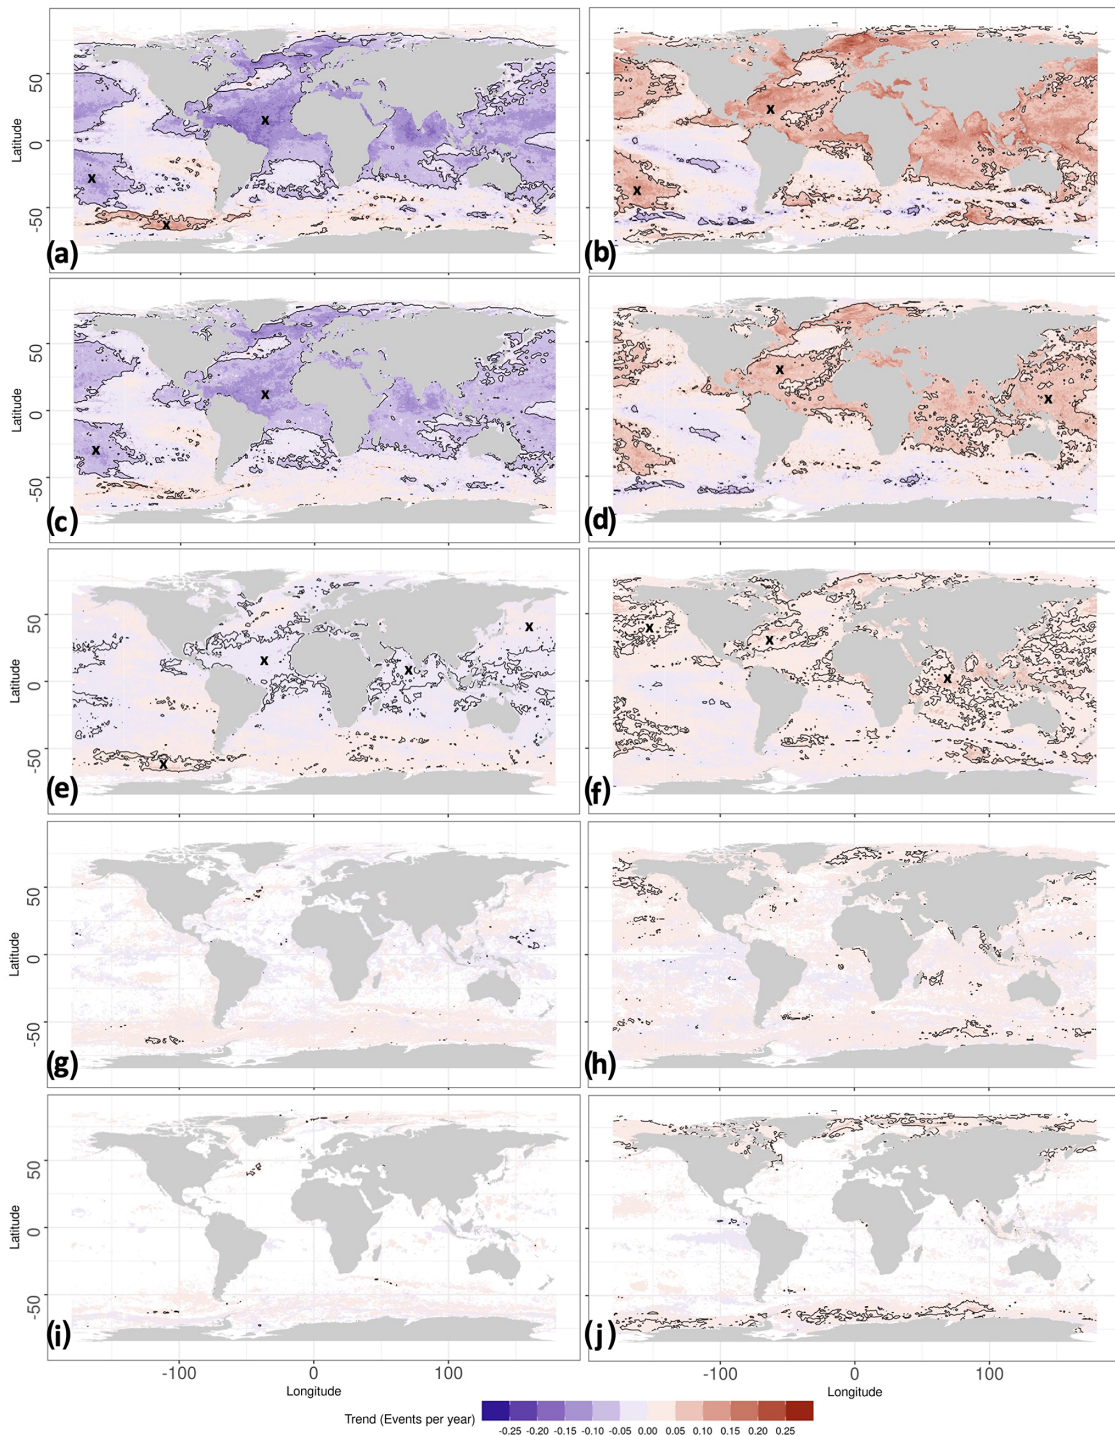 50
0
-50
Latitude
X
X
X
(a)
X
X
(b)
50
0
-50
Latitude
X
X
(c)
X
X
(d)
50
0
-50
Latitude
X
X
X
X
(e)
X
X
X
(f)
50
0
-50
Latitude
(g)
(h)
50
0
-50
Latitude
(i)
(j)
-100 0 100
Longitude
-100 0 100
Longitude
Trend (Events per year)
-0.25 -0.20 -0.15 -0.10 -0.05 0.00 0.05 0.10 0.15 0.20 0.25